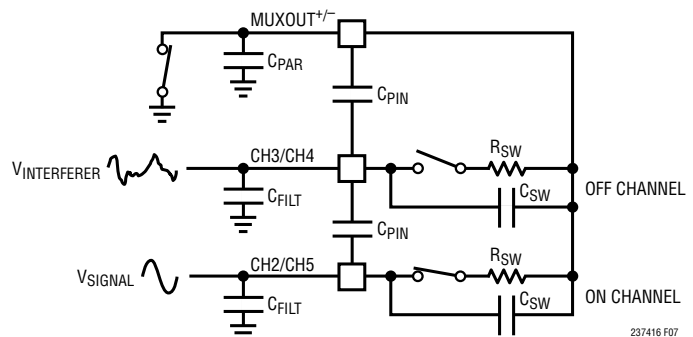 MUXOUT+/–
CPAR
CPIN
VINTERFERER
CH3/CH4
RSW
CFILT
CSW
OFF CHANNEL
CPIN
VSIGNAL
CH2/CH5
RSW
CFILT
CSW
ON CHANNEL
237416 F07